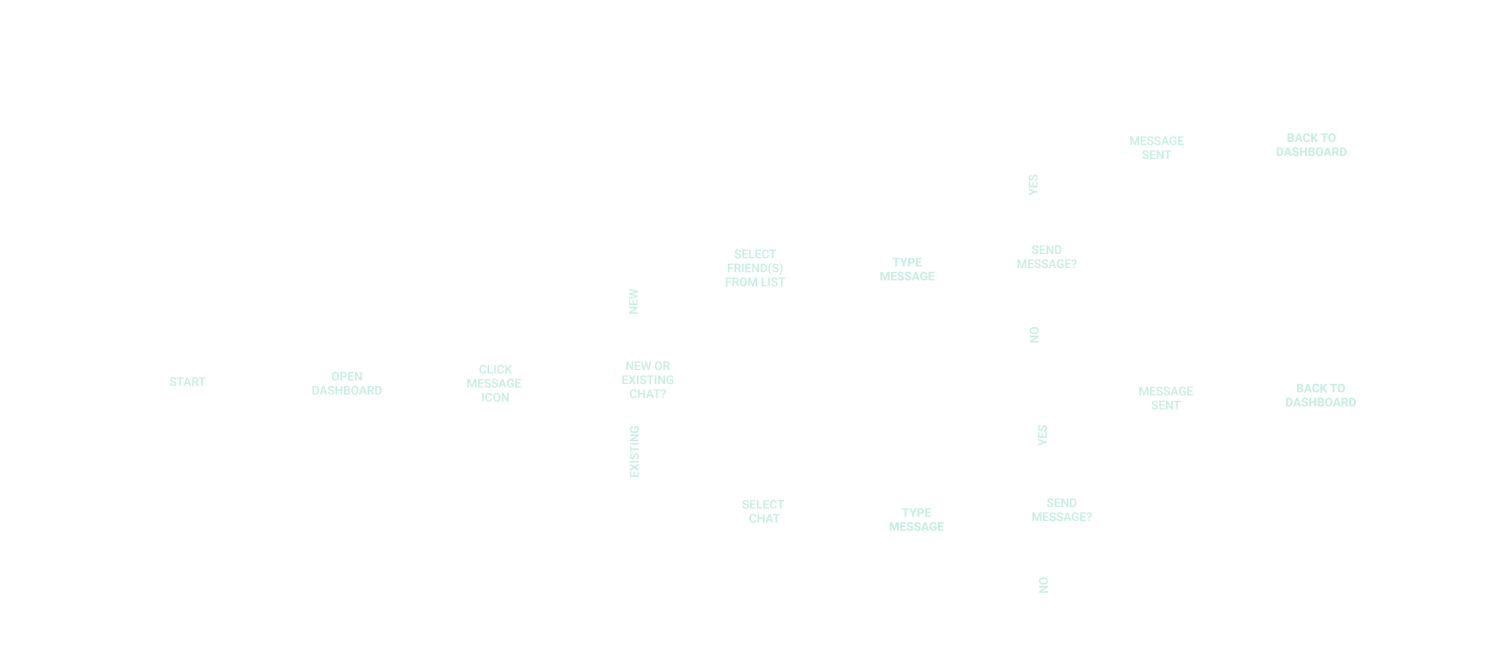 START
OPEN
DASHBOARD
CLICK
MESSAGE
ICON
NEW OR
EXISTING
CHAT?
NEW
SELECT
FRIEND(S)
FROM LIST
TYPE
MESSAGE
SEND
MESSAGE?
YES
MESSAGE
SENT
BACK TO
DASHBOARD
NO
EXISTING
SELECT
CHAT
TYPE
MESSAGE
SEND
MESSAGE?
YES
MESSAGE
SENT
BACK TO
DASHBOARD
NO